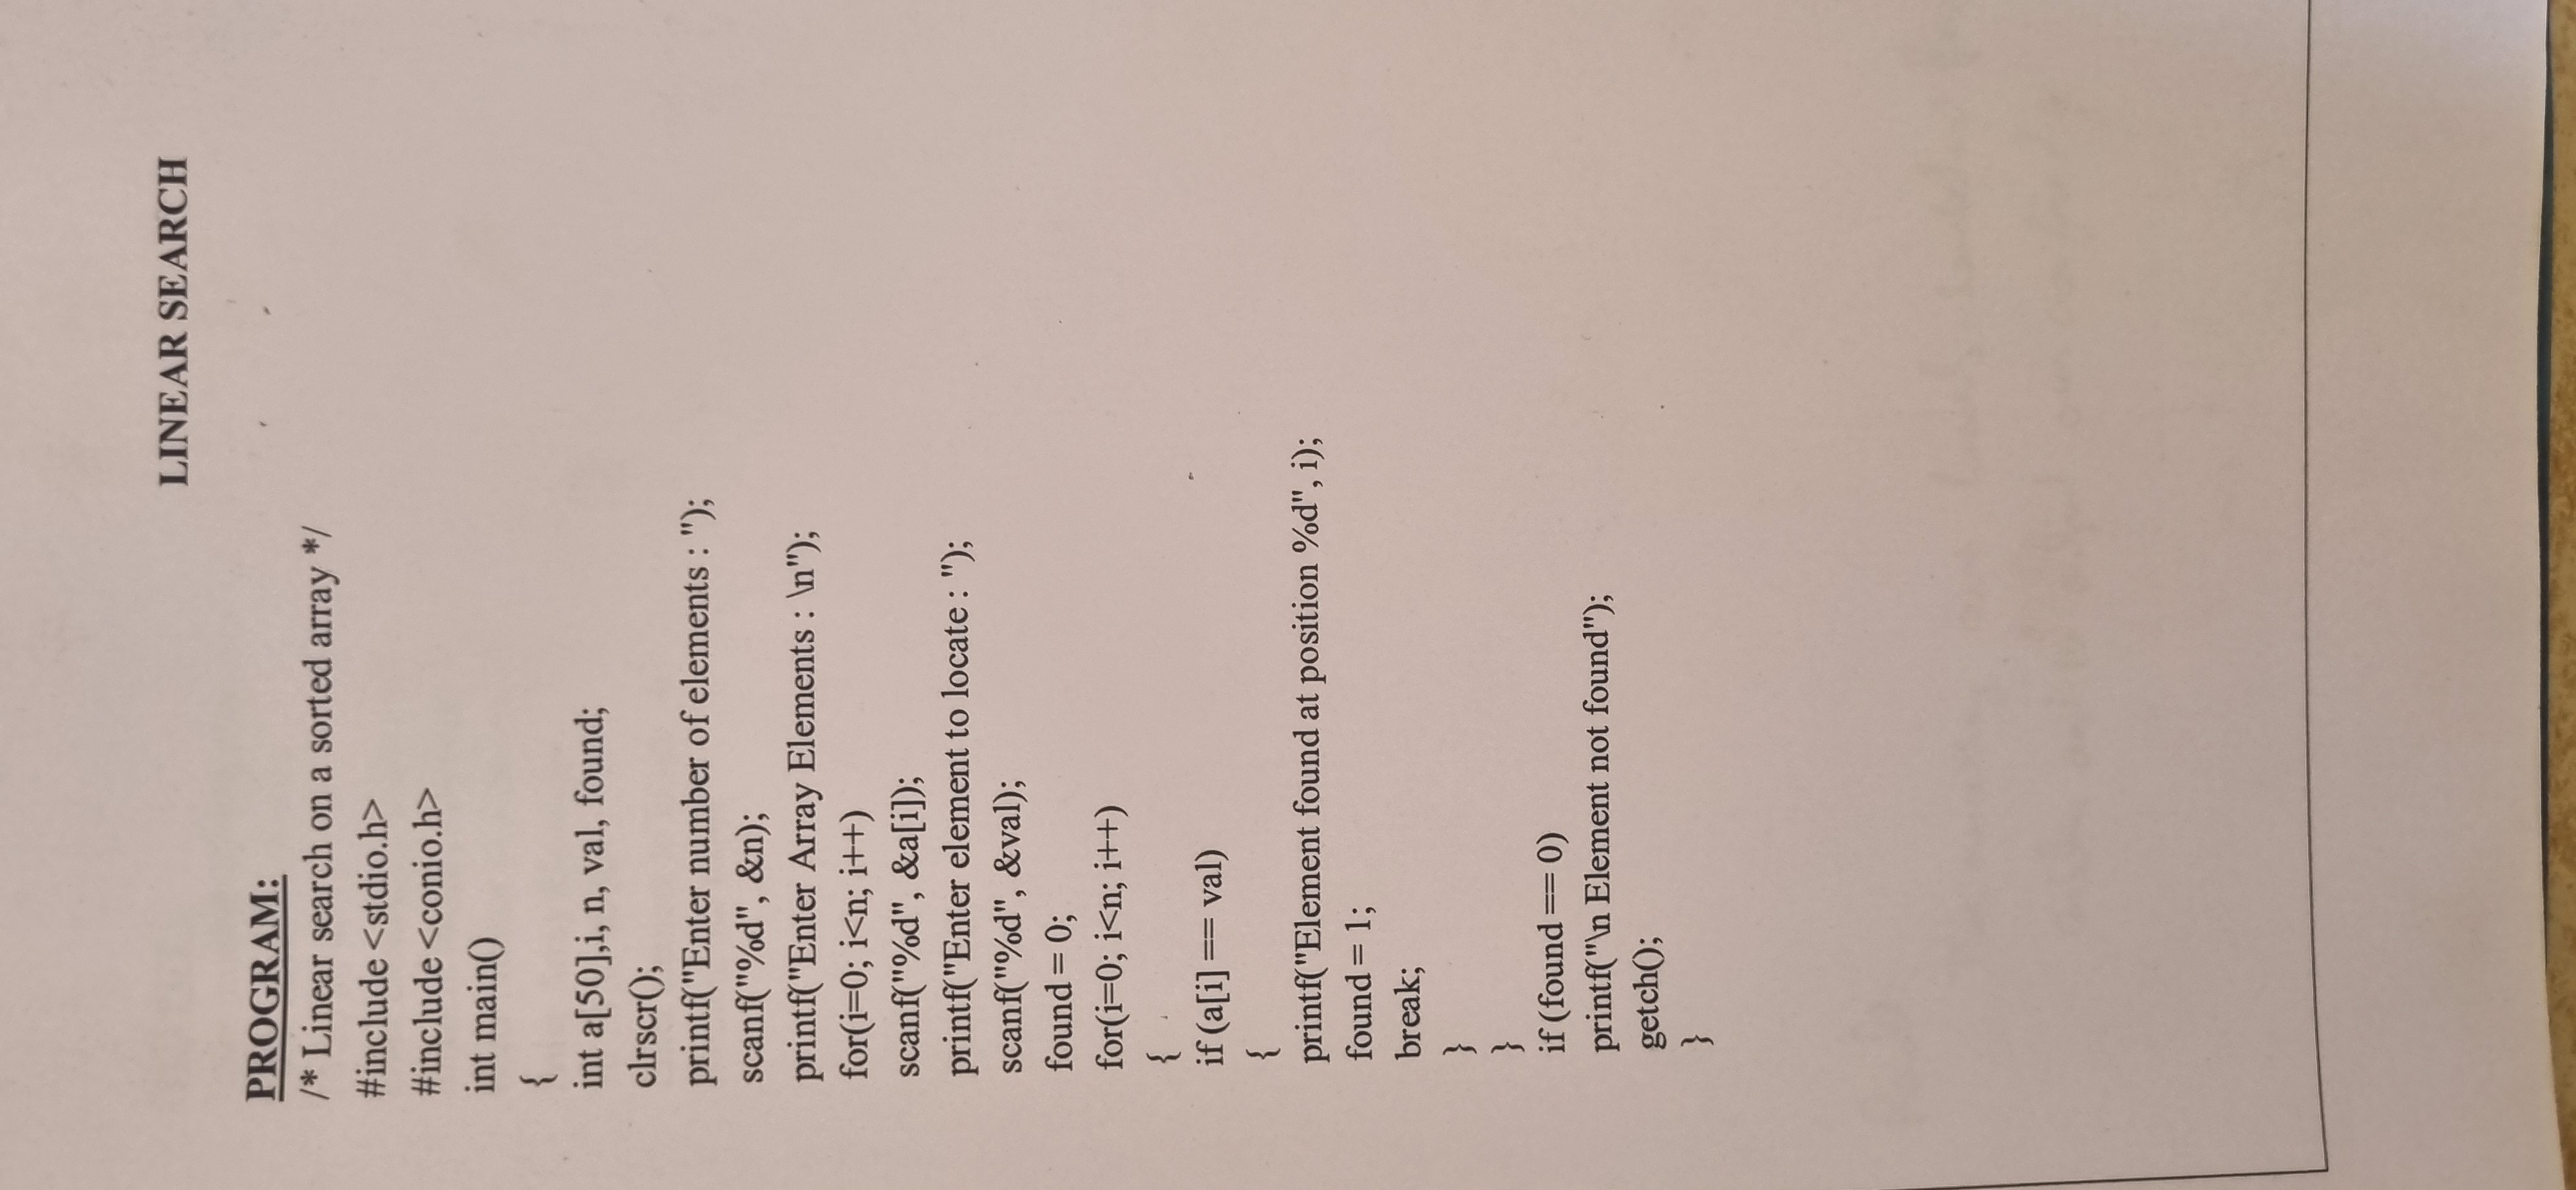 LINEAR SEARCH
PROGRAM:
/* Linear search on a sorted array */
#include <stdio.h>
#include <conio.h>
int main()
{
int a[50],i, n, val, found;
clrscr();
printf("Enter number of elements : ");
scanf("%d", &n);
printf("Enter Array Elements : \n");
for(i=0; i<n; i++)
scanf("%d", &a[i]);
printf("Enter element to locate : ");
scanf("%d", &val);
found = 0;
for(i=0; i<n; i++)
{
if (a[i] == val)
{
printf("Element found at position %d", i);
found = 1;
break;
}
}
if (found == 0)
printf("\n Element not found");
getch();
}